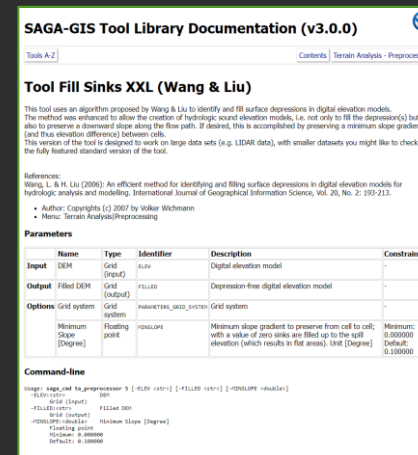 SAGA-GIS Tool Library Documentation (v3.0.0)
Tools A-Z Contents Terrain Analysis - Preproces
Tool Fill Sinks XXL (Wang & Liu)
This tool uses an algorithm proposed by Wang & Liu to identify and fill surface depressions in digital elevation models.
The method was enhanced to allow the creation of hydrologic sound elevation models, i.e. not only to fill the depression(s) but
also to preserve a downward slope along the flow path. If desired, this is accomplished by preserving a minimum slope gradien
(and thus elevation difference) between cells.
This version of the tool is designed to work on large data sets (e.g. LIDAR data), with smaller datasets you might like to check
the fully featured standard version of the tool.
References:
Wang, L. & H. Liu (2006): An efficient method for identifying and filling surface depressions in digital elevation models for
hydrologic analysis and modelling. International Journal of Geographical Information Science, Vol. 20, No. 2: 193-213.
• Author: Copyrights (c) 2007 by Volker Wichmann
• Menu: Terrain Analysis|Preprocessing
Parameters
Name Type Identifier Description Constrain
Input DEM Grid (input) ELEV Digital elevation model -
Output Filled DEM Grid (output) FILLED Depression-free digital elevation model -
Options Grid system Grid system PARAMETERS_GRID_SYSTEM Grid system -
Minimum Slope [Degree] Floating point MINSLOPE Minimum slope gradient to preserve from cell to cell; with a value of zero sinks are filled up to the spill elevation (which results in flat areas). Unit [Degree] Minimum: 0.000000 Default: 0.100000
Command-line
Usage: saga_cmd ta_preprocessor 5 [-ELEV <str>] [-FILLED <str>] [-MINSLOPE <double>]
-ELEV:<str> DEM
Grid (input)
-FILLED:<str> Filled DEM
Grid (output)
-MINSLOPE:<double> Minimum Slope [Degree]
Floating point
Minimum: 0.000000
Default: 0.100000